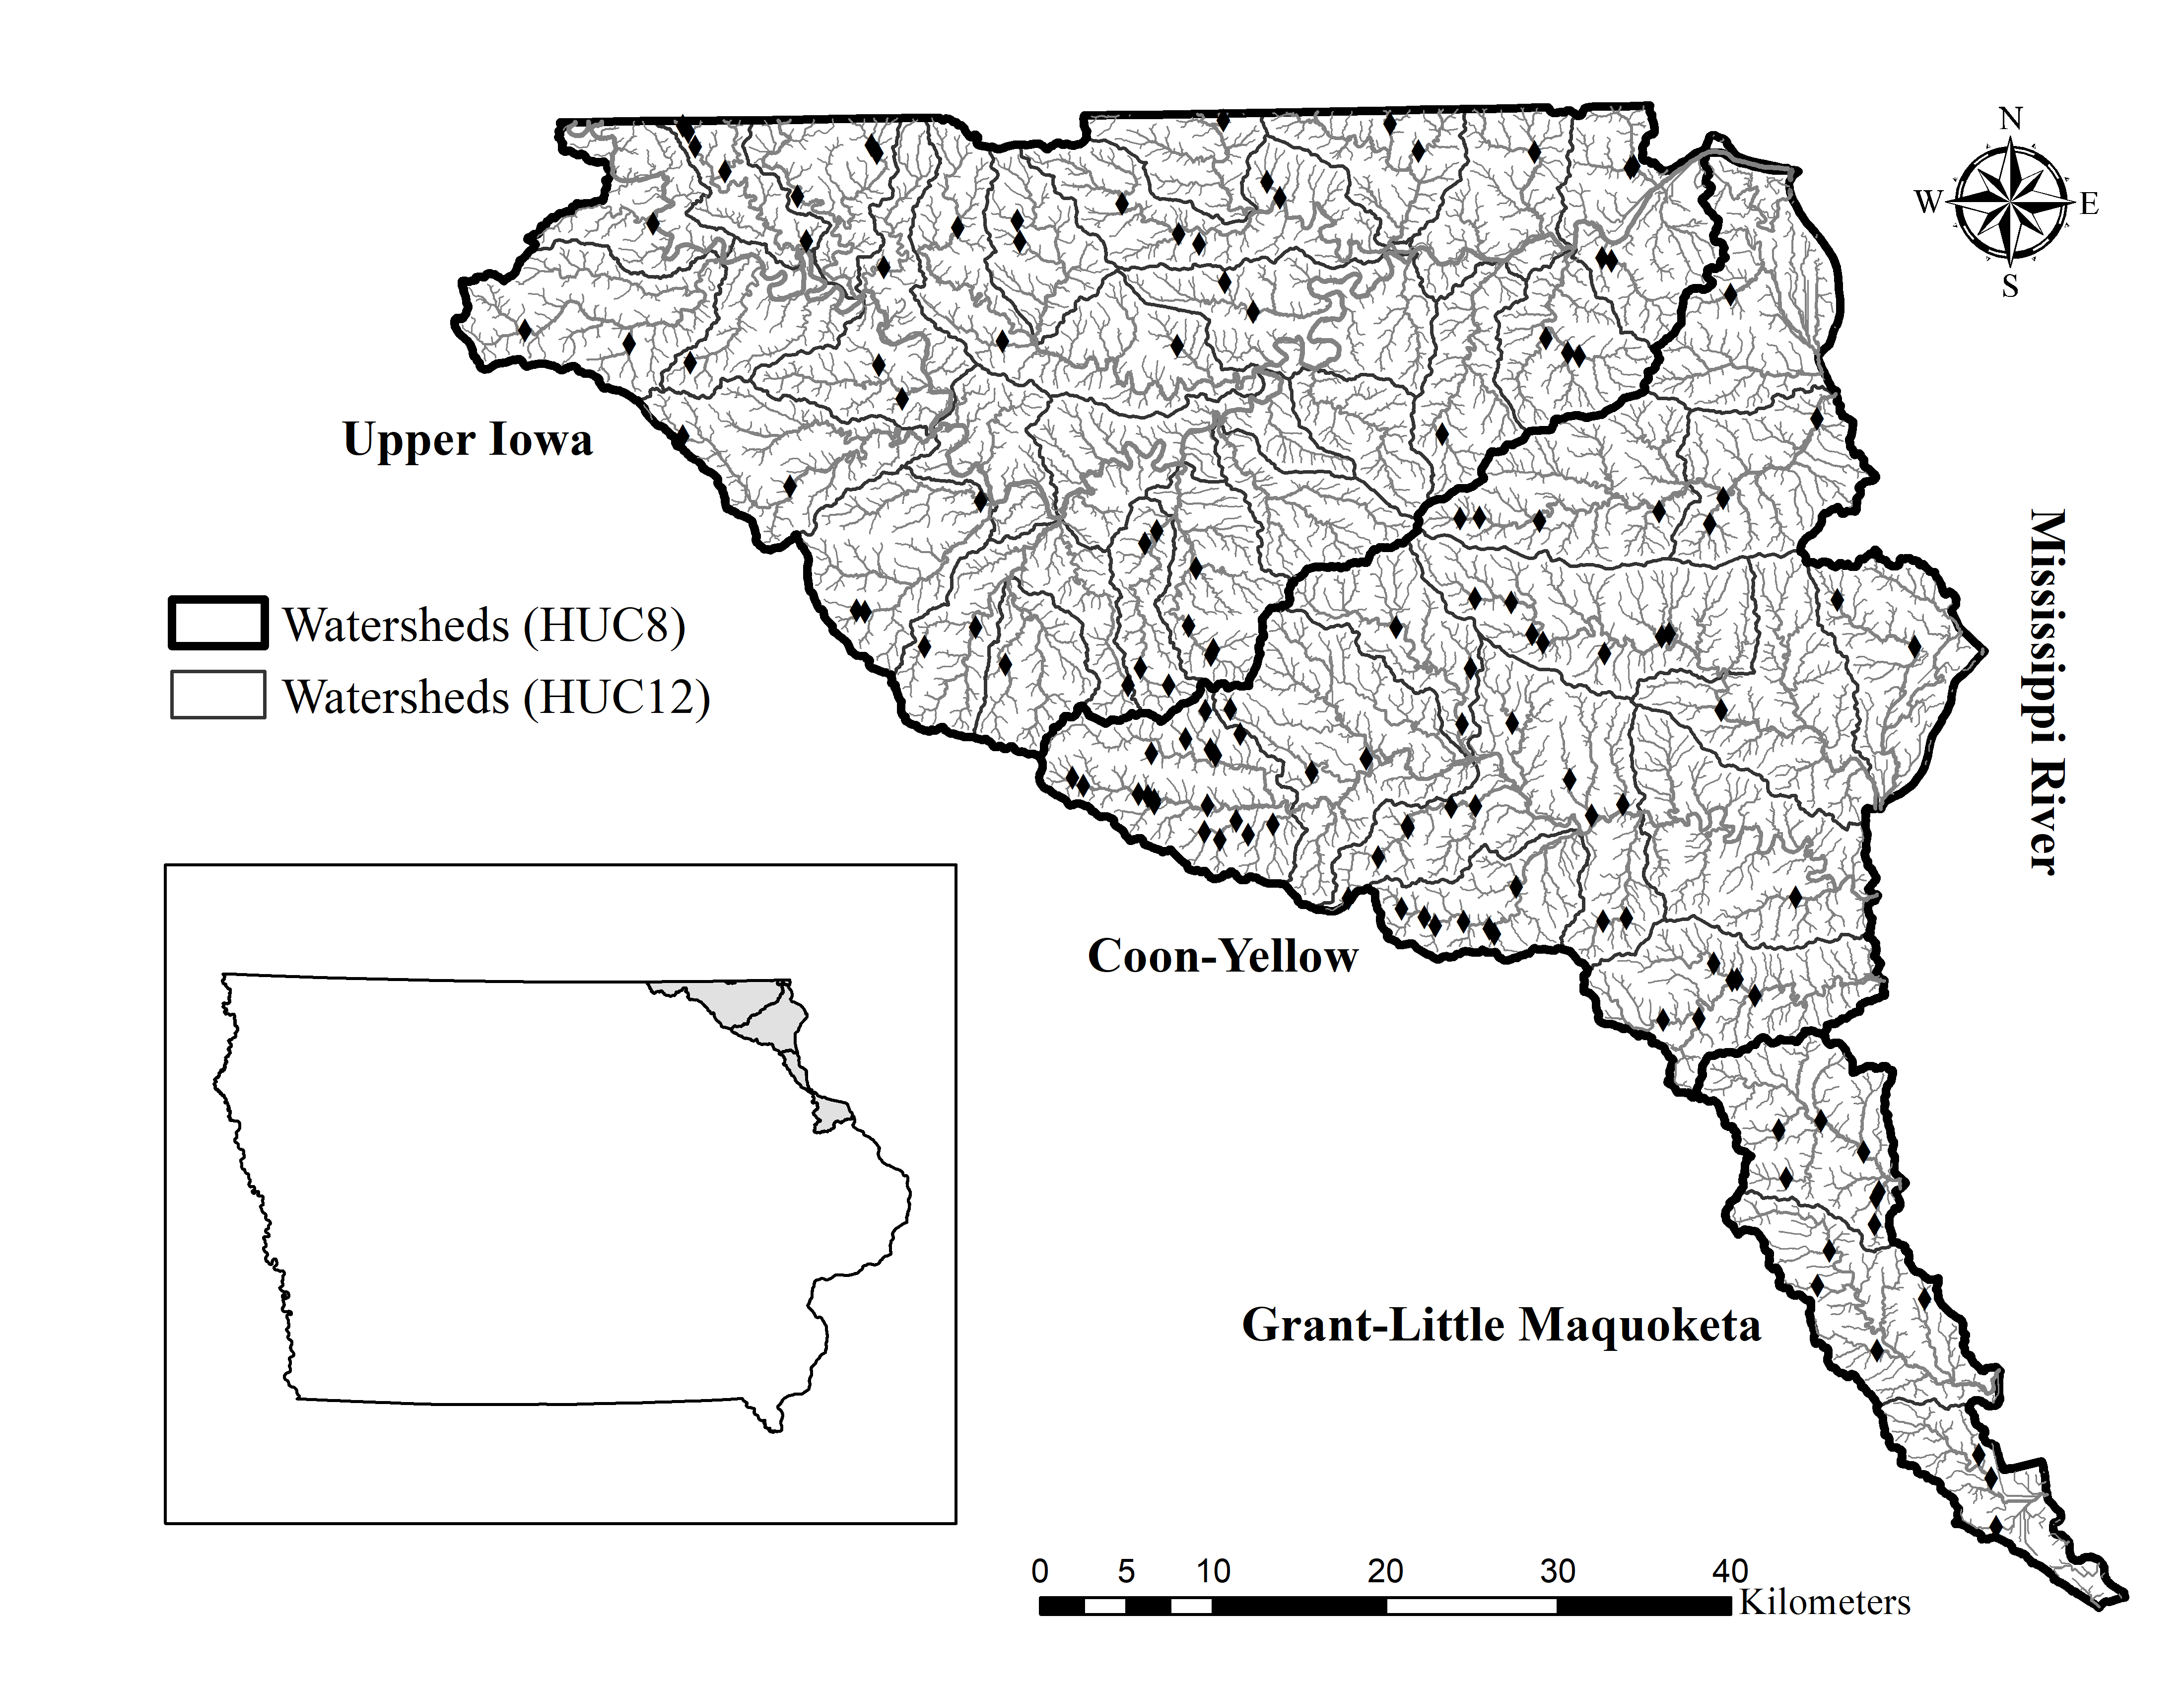 N
W
E
S
Upper Iowa
Mississippi River
Watersheds (HUC8)
Watersheds (HUC12)
Coon-Yellow
Grant-Little Maquoketa
0 5 10 20 30 40
Kilometers